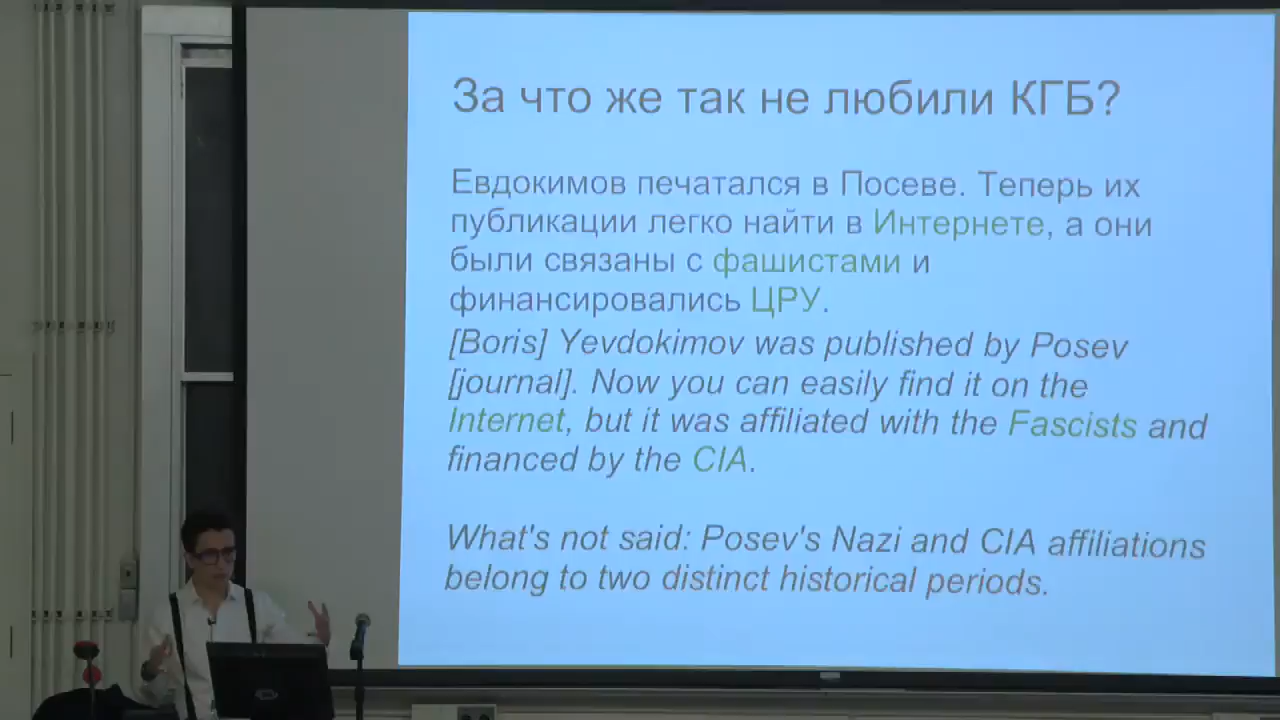 За что же так не любили КГБ?
Евдокимов печатался в Посеве. Теперь их
публикации легко найти в Интернете, а они
были связаны с фашистами и
финансировались ЦРУ.
[Boris] Yevdokimov was published by Posev
[journal]. Now you can easily find it on the
Internet, but it was affiliated with the Fascists and
financed by the CIA.
What's not said: Posev's Nazi and CIA affiliations
belong to two distinct historical periods.